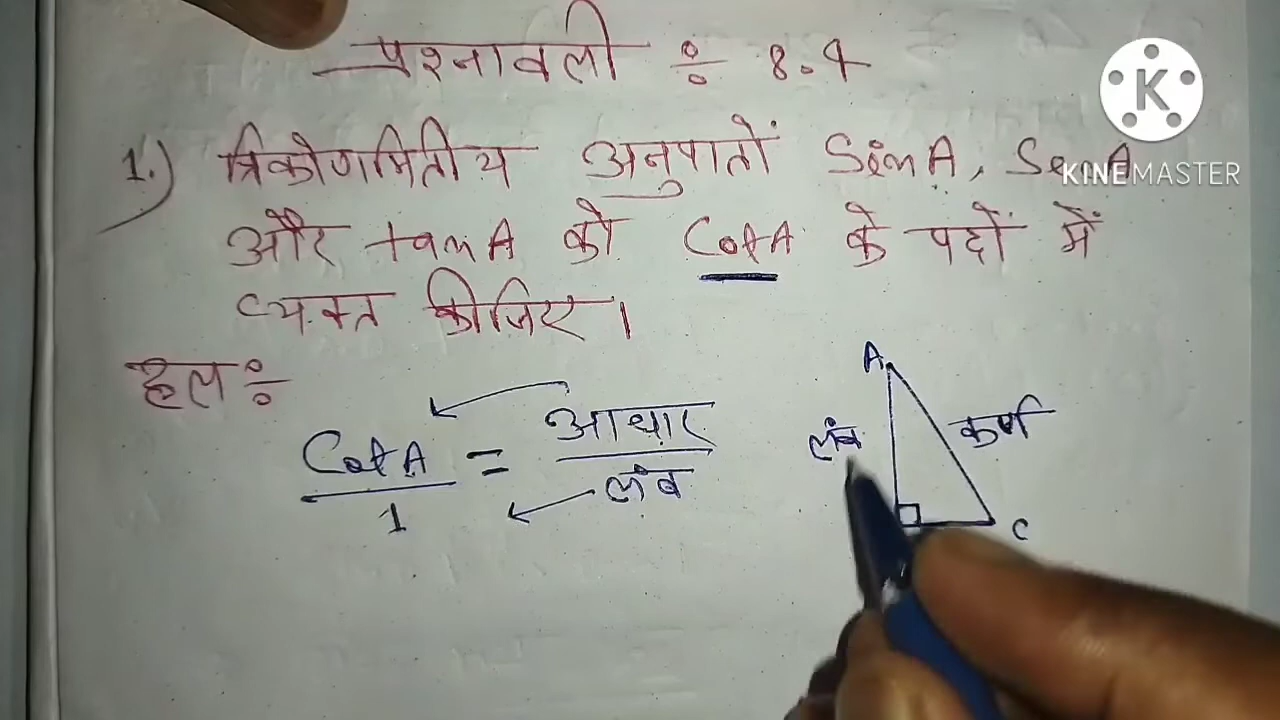 प्रश्नावली ÷ 8.4
1.) त्रिकोणमितीय अनुपातों SinA, SecA
और tanA को CotA के पदों में
व्यक्त कीजिए।
हल ÷
CotA / 1 = आधार / लंब
A
लंब
कर्ण
C
K
KINEMASTER